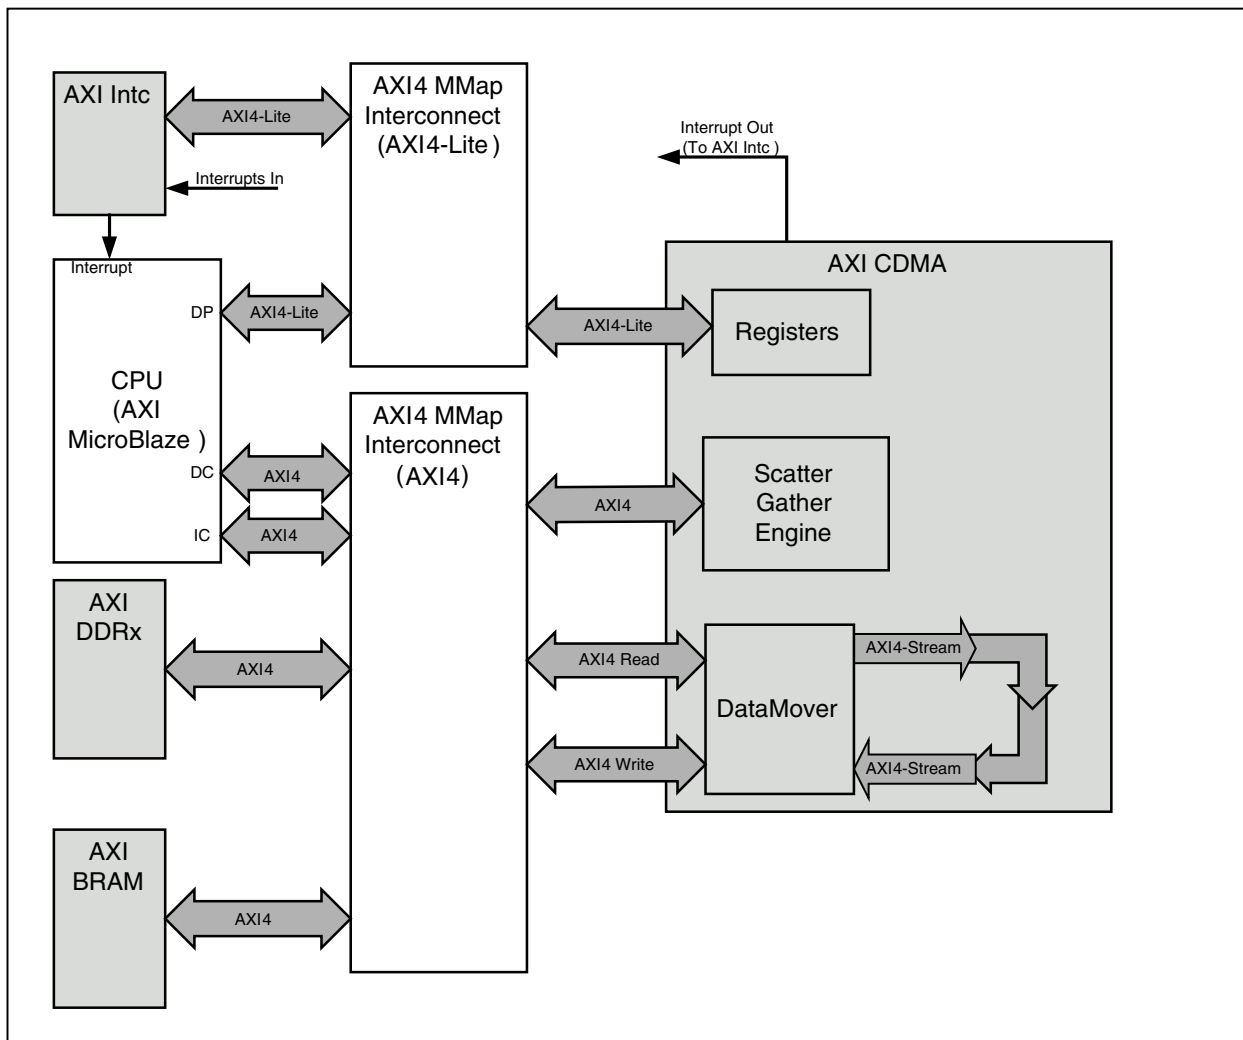 AXI Intc
AXI4-Lite
AXI4 MMap
Interconnect
(AXI4-Lite )
Interrupt Out
(To AXI Intc )
Interrupts In
Interrupt
AXI CDMA
DP
AXI4-Lite
AXI4-Lite
Registers
CPU
(AXI
MicroBlaze )
AXI4 MMap
Interconnect
(AXI4)
DC
AXI4
AXI4
Scatter
Gather
Engine
IC
AXI4
AXI
DDRx
AXI4
AXI4 Read
AXI4-Stream
DataMover
AXI4 Write
AXI4-Stream
AXI
BRAM
AXI4